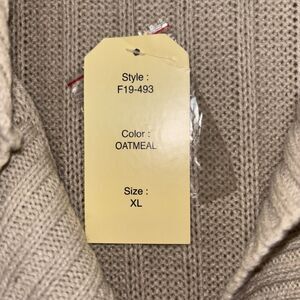 Style :
F19-493
Color :
OATMEAL
Size :
XL